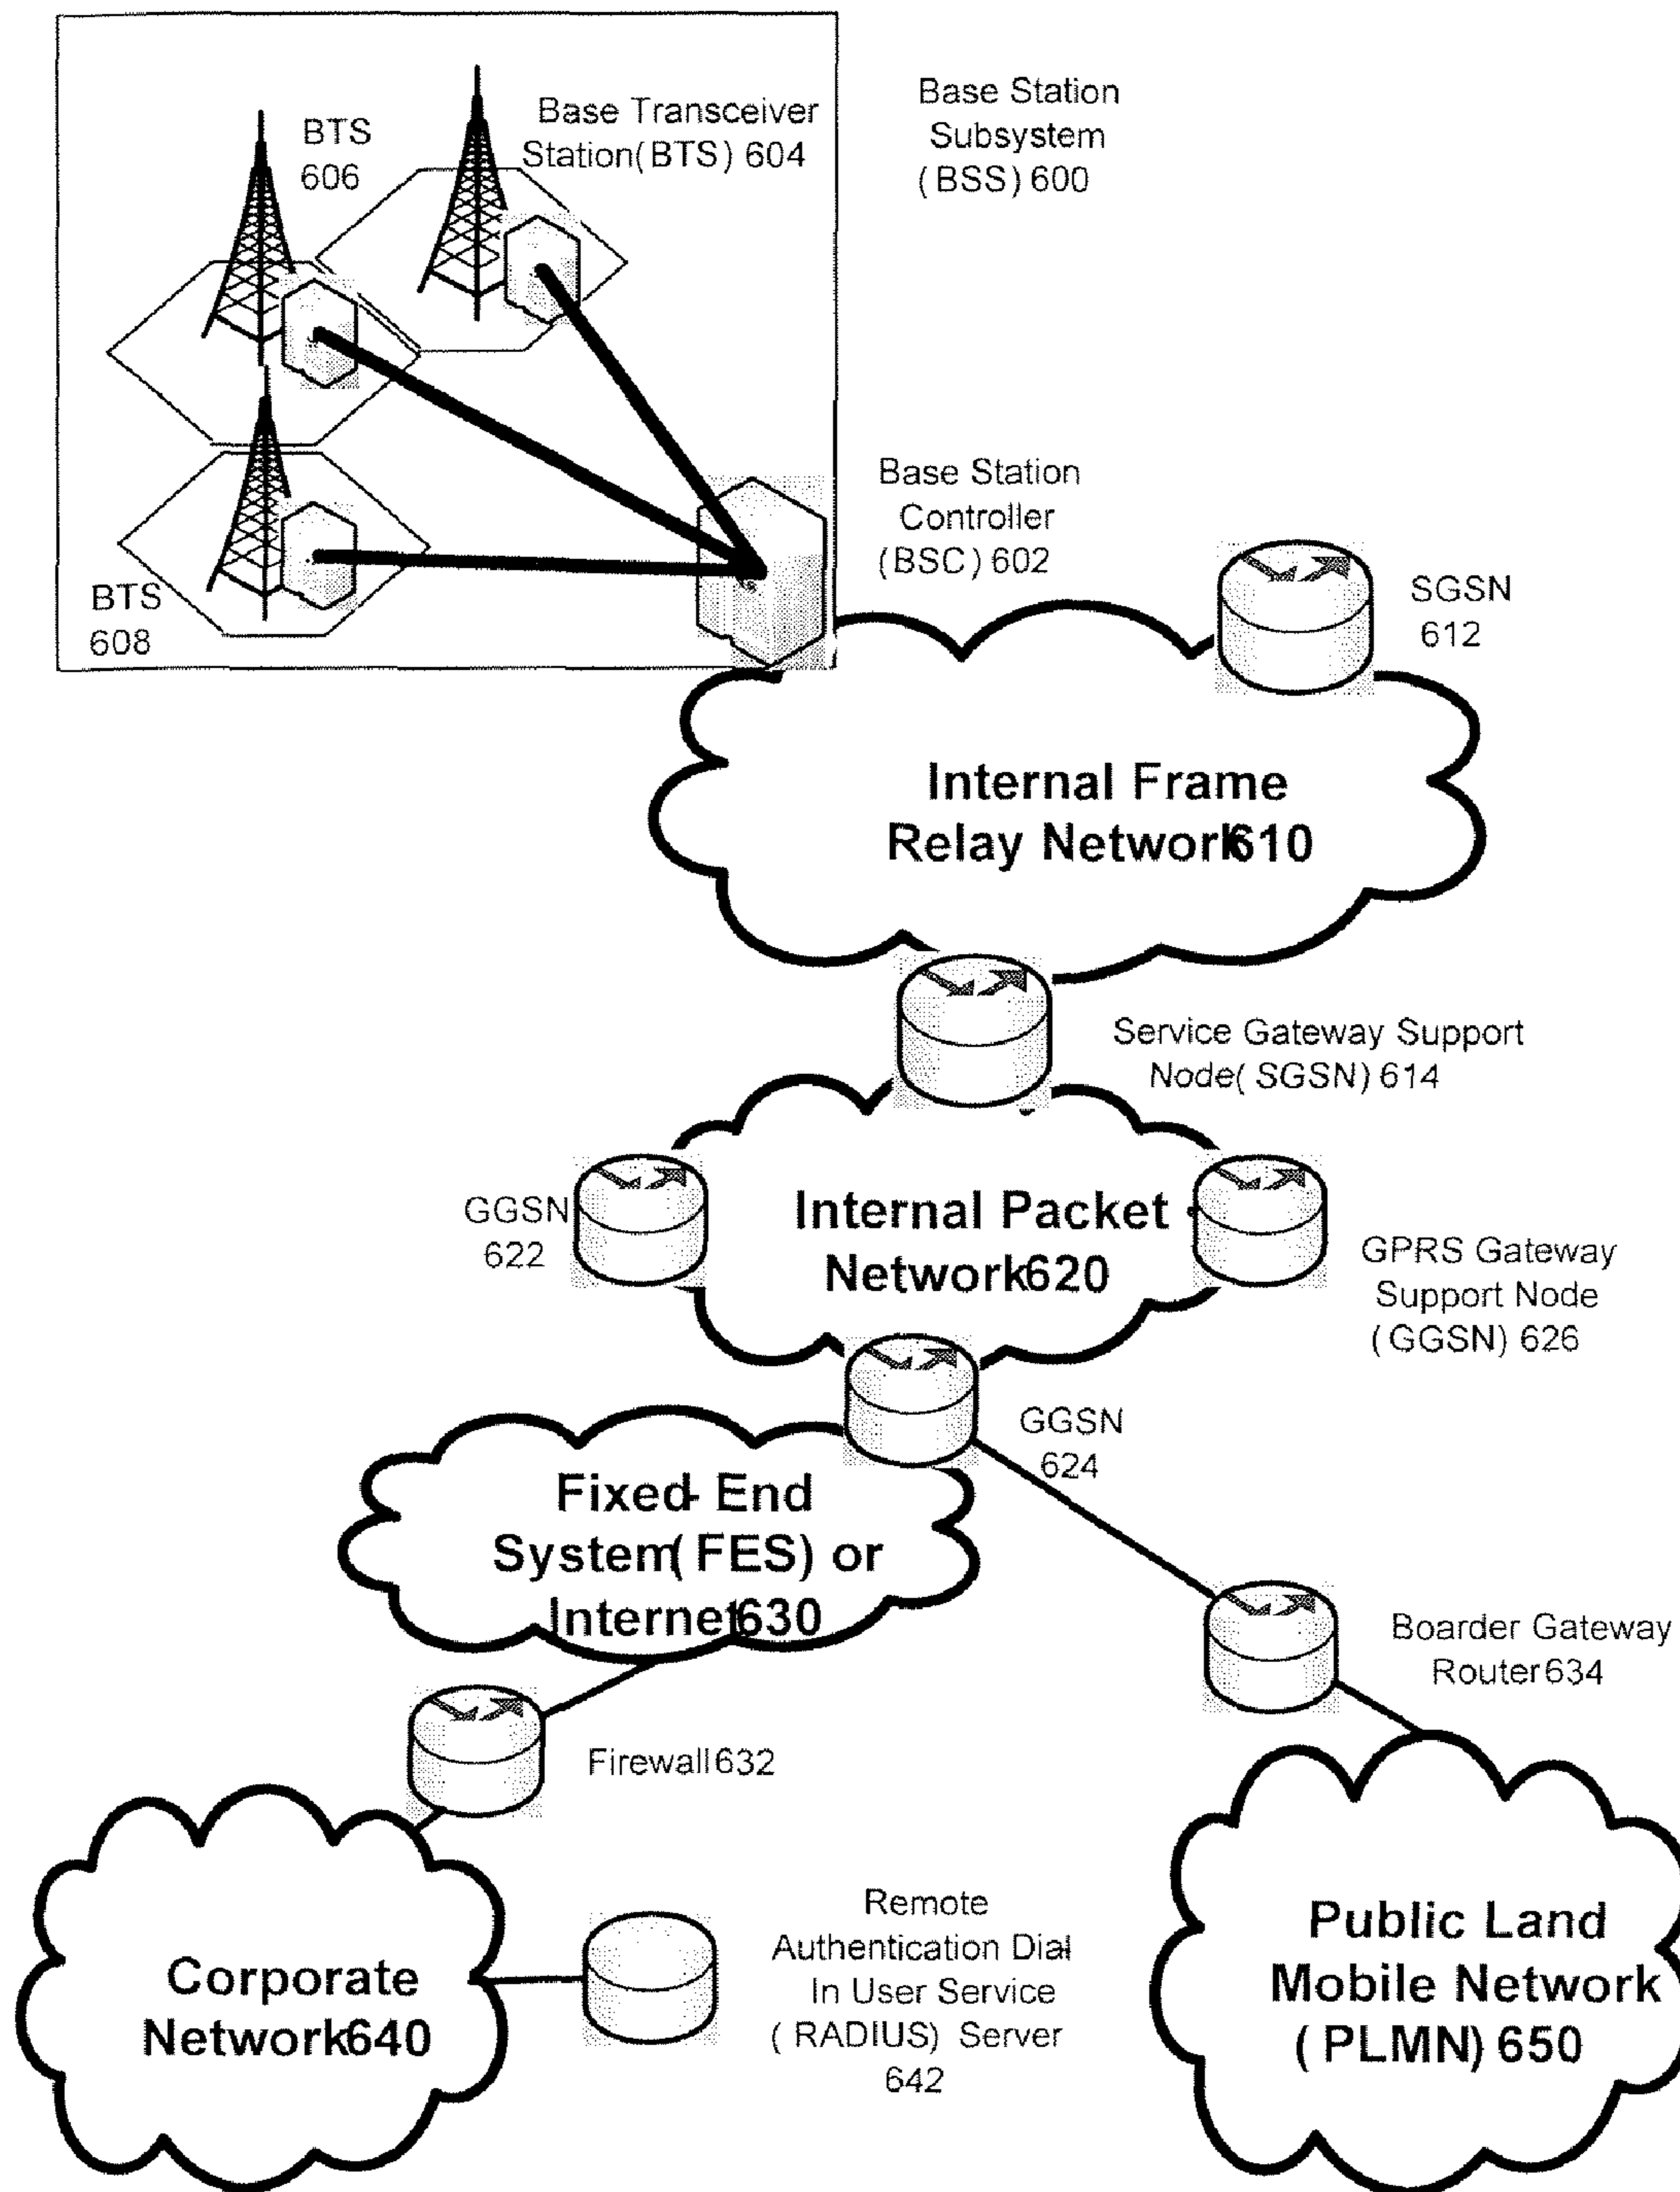 BTS
606
Base Transceiver
Station(BTS) 604
Base Station
Subsystem
(BSS) 600
BTS
608
Base Station
Controller
(BSC) 602
SGSN
612
Internal Frame
Relay Network610
Service Gateway Support
Node( SGSN) 614
GGSN
622
Internal Packet
Network620
GPRS Gateway
Support Node
(GGSN) 626
GGSN
624
Fixed- End
System( FES) or
Internet630
Boarder Gateway
Router634
Firewall632
Corporate
Network640
Remote
Authentication Dial
In User Service
( RADIUS) Server
642
Public Land
Mobile Network
( PLMN) 650